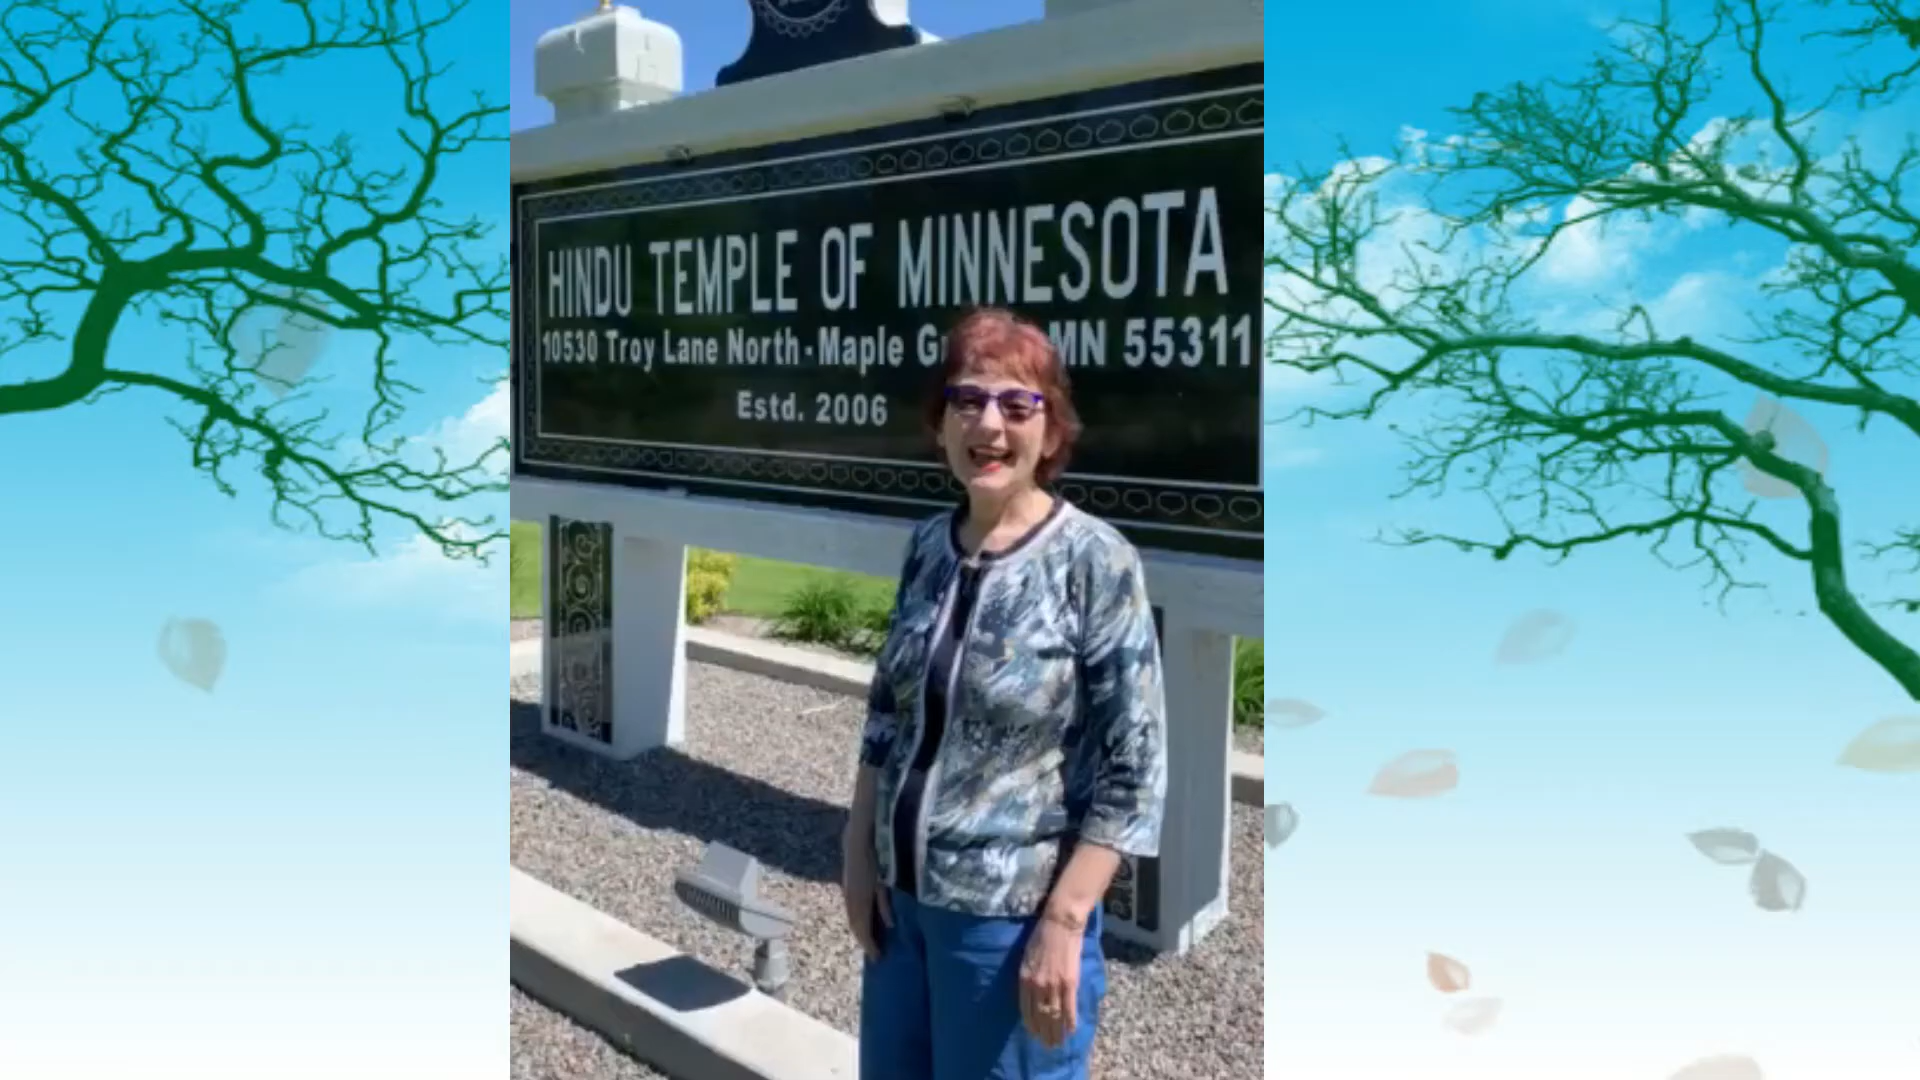 HINDU TEMPLE OF MINNESOTA
10530 Troy Lane North · Maple MN 55311
Estd. 2006